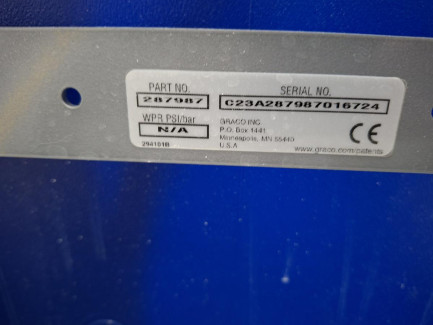 PART NO. SERIAL NO.
287987 C23A287987016724
WPR PSI/bar GRACO INC.
N/A P.O. Box 1441
Minneapolis, MN 55440
294101B U.S.A
www.graco.com/patents
CE